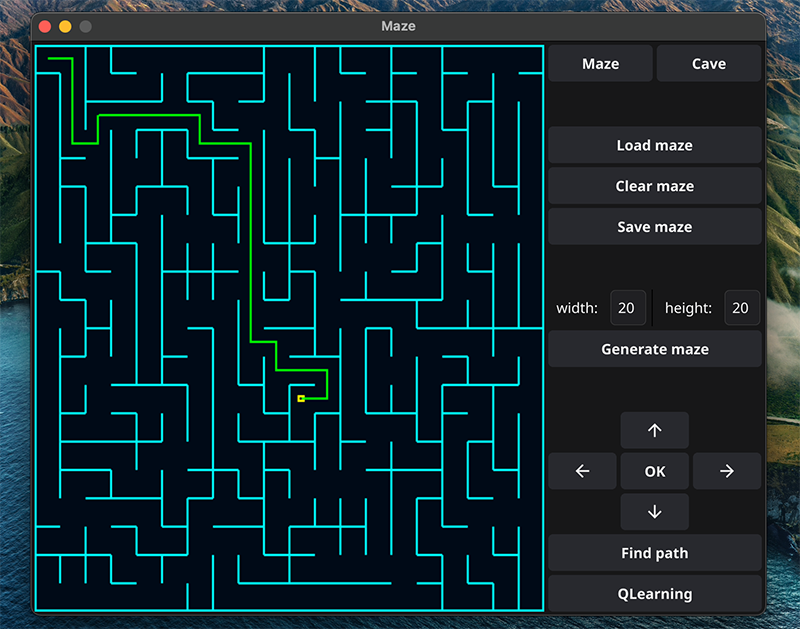 Maze
Maze Cave
Load maze
Clear maze
Save maze
width: 20 height: 20
Generate maze
↑
← OK →
↓
Find path
QLearning